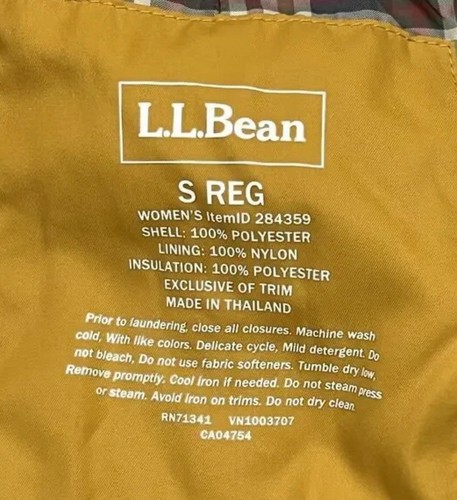 L.L.Bean
S REG
WOMEN'S ItemID 284359
SHELL: 100% POLYESTER
LINING: 100% NYLON
INSULATION: 100% POLYESTER
EXCLUSIVE OF TRIM
MADE IN THAILAND
Prior to laundering, close all closures. Machine wash
cold, With like colors. Delicate cycle, Mild detergent. Do
not bleach, Do not use fabric softeners. Tumble dry low,
Remove promptly, Cool iron if needed. Do not steam press
or steam. Avoid iron on trims. Do not dry clean
RN71341 VN1003707
CA04754